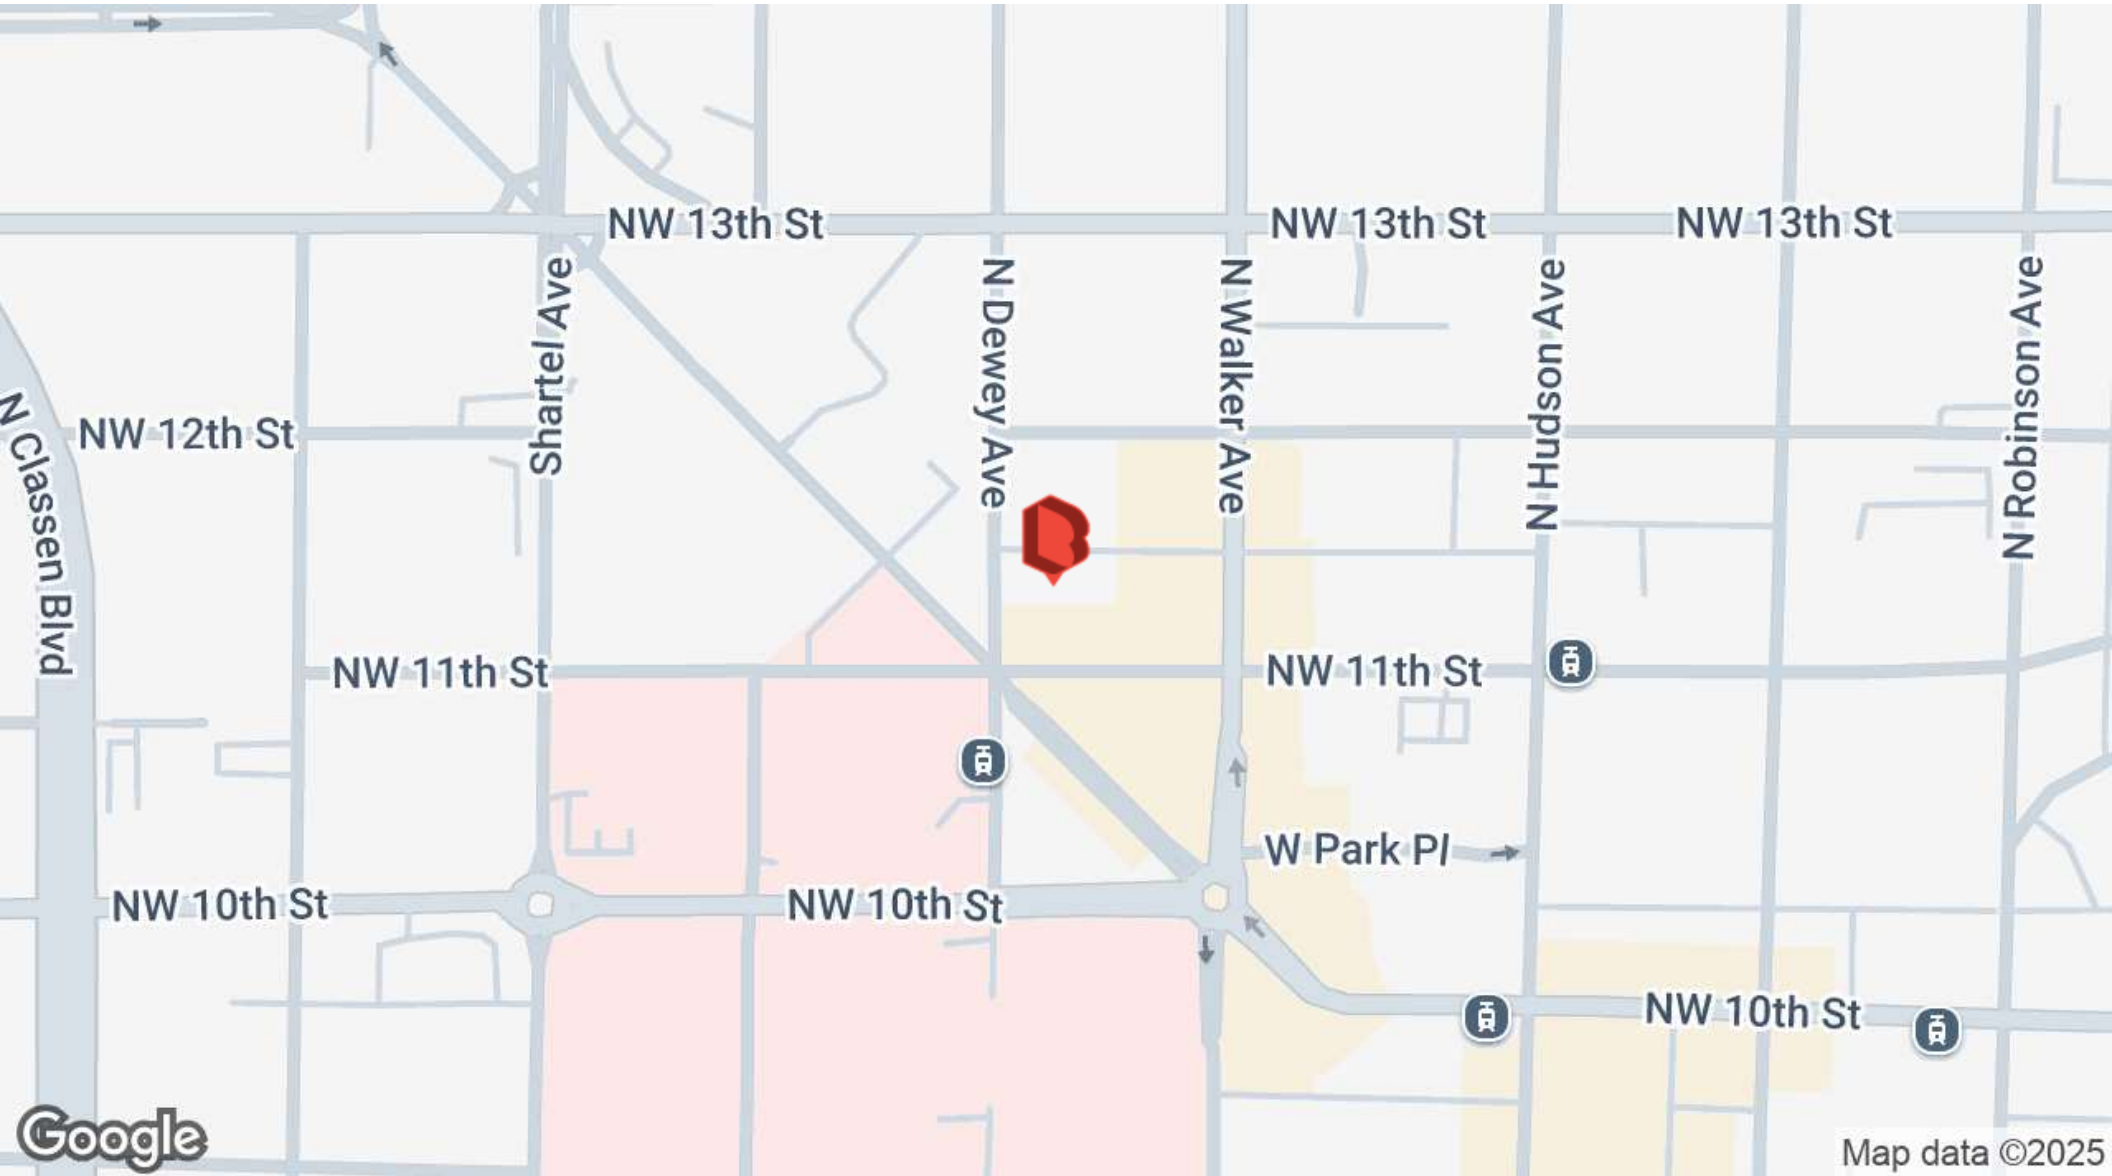 NW 13th St
NW 13th St
NW 13th St
Shartel Ave
N Dewey Ave
N Walker Ave
N Hudson Ave
N Robinson Ave
N Classen Blvd
NW 12th St
NW 11th St
NW 11th St
W Park Pl
NW 10th St
NW 10th St
NW 10th St
Google
Map data ©2025